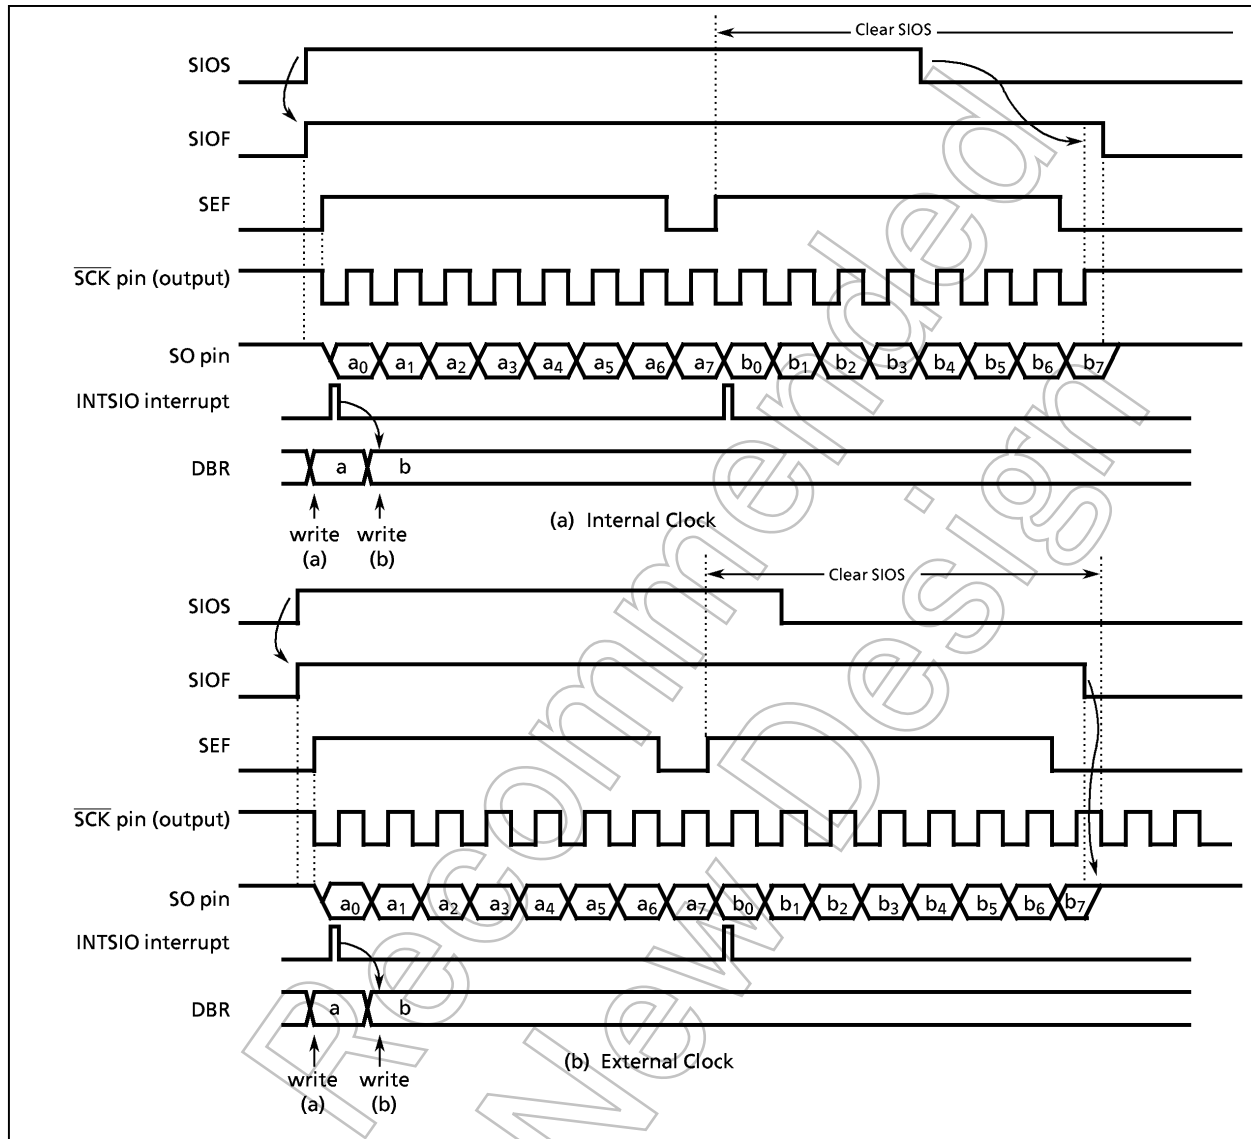 Clear SIOS
SIOS
SIOF
SEF
SCK pin (output)
SO pin a0 a1 a2 a3 a4 a5 a6 a7 b0 b1 b2 b3 b4 b5 b6 b7
INTSIO interrupt
DBR a b
write (a)
write (b)
(a) Internal Clock
Clear SIOS
SIOS
SIOF
SEF
SCK pin (output)
SO pin a0 a1 a2 a3 a4 a5 a6 a7 b0 b1 b2 b3 b4 b5 b6 b7
INTSIO interrupt
DBR a b
write (a)
write (b)
(b) External Clock
Recommended
New Design